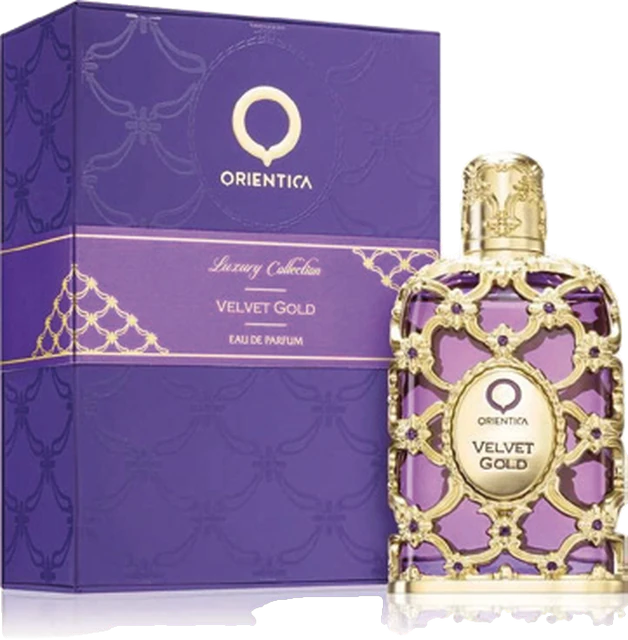 ORIENTICA
Luxury Collection
VELVET GOLD
EAU DE PARFUM
ORIENTICA
VELVET
GOLD